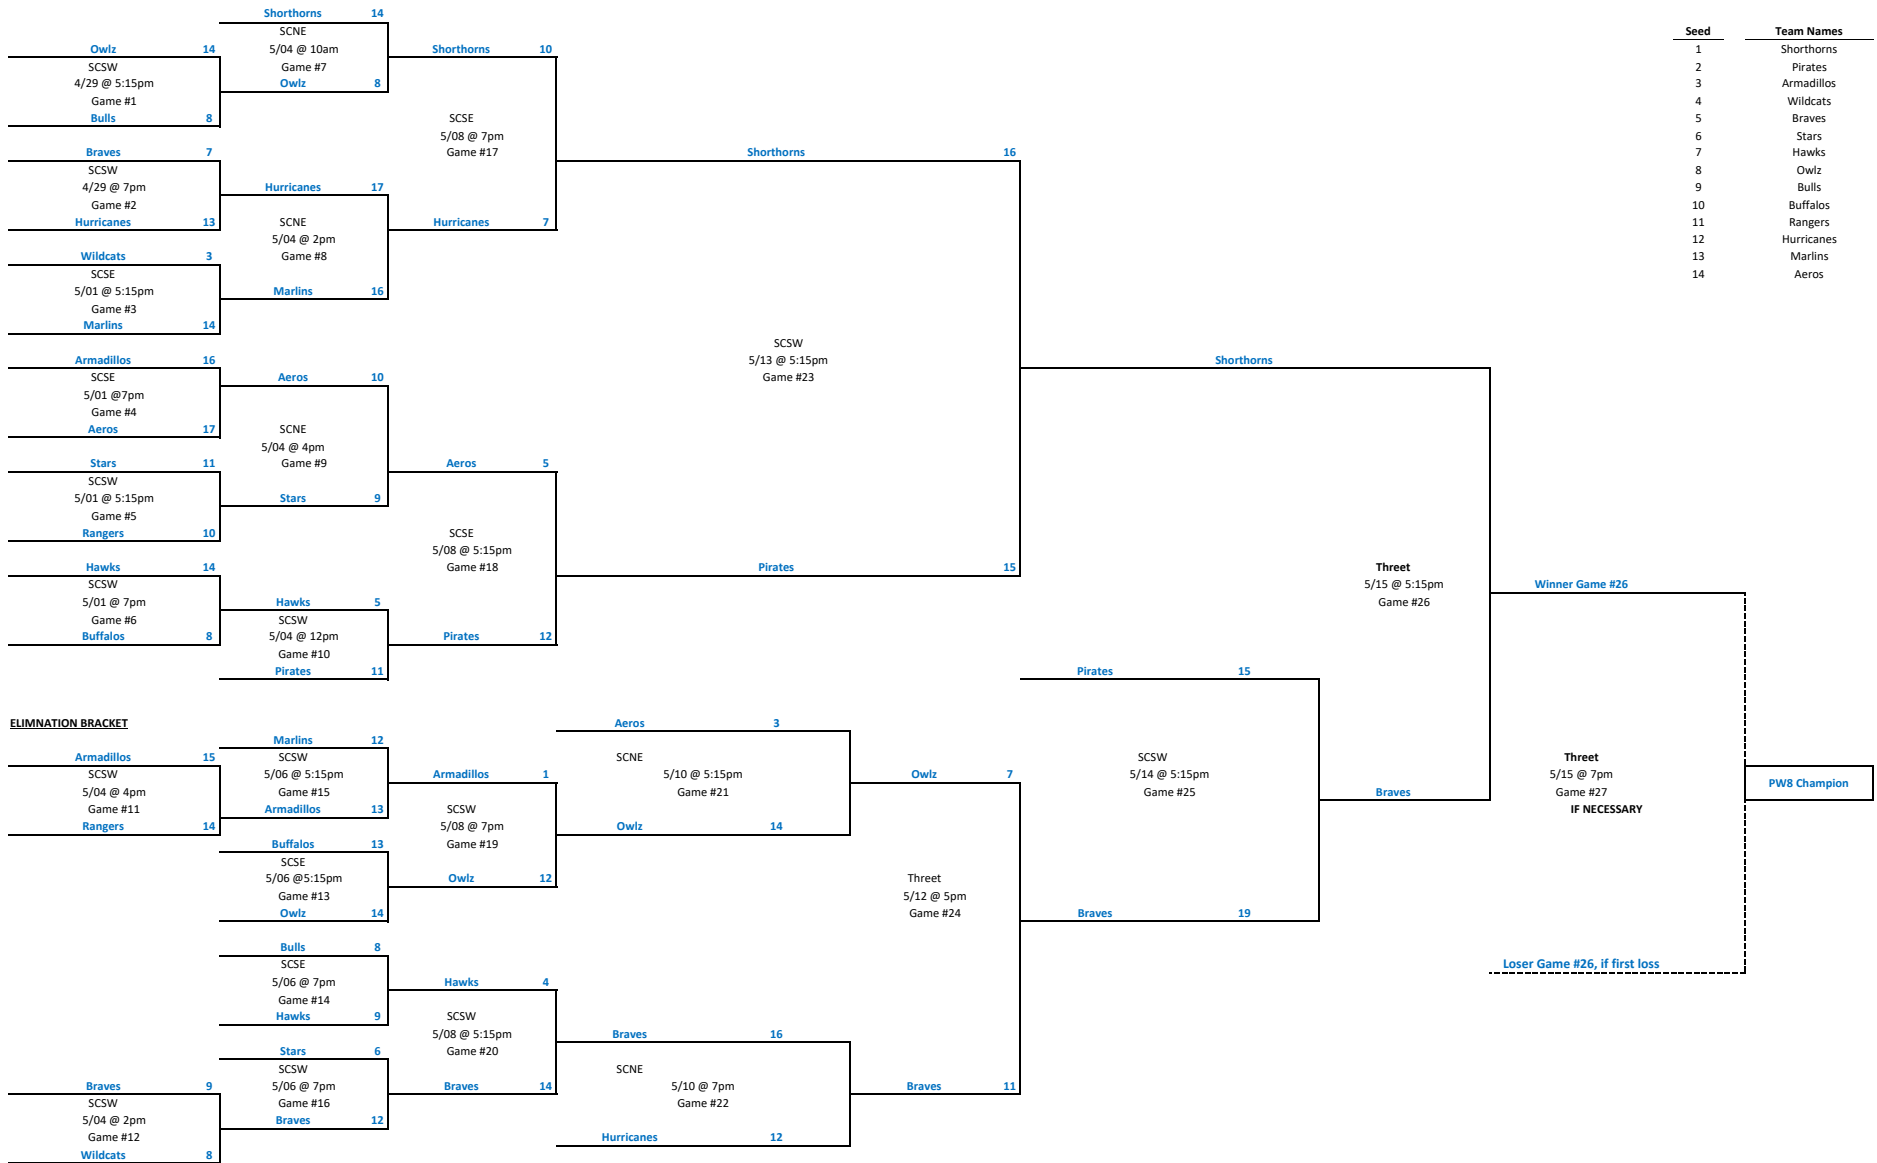 Shorthorns 14
SCNE
5/04 @ 10am
Game #7
Owlz 8
Owlz 14
SCSW
4/29 @ 5:15pm
Game #1
Bulls 8
Braves 7
SCSW
4/29 @ 7pm
Game #2
Hurricanes 13
Hurricanes 17
SCNE
5/04 @ 2pm
Game #8
Marlins 16
Wildcats 3
SCSE
5/01 @ 5:15pm
Game #3
Marlins 14
Shorthorns 10
SCSE
5/08 @ 7pm
Game #17
Hurricanes 7
Armadillos 16
SCSE
5/01 @7pm
Game #4
Aeros 17
Aeros 10
SCNE
5/04 @ 4pm
Game #9
Stars 9
Stars 11
SCSW
5/01 @ 5:15pm
Game #5
Rangers 10
Hawks 14
SCSW
5/01 @ 7pm
Game #6
Buffalos 8
Hawks 5
SCSW
5/04 @ 12pm
Game #10
Pirates 11
Aeros 5
SCSE
5/08 @ 5:15pm
Game #18
Pirates 12
Shorthorns 16
SCSW
5/13 @ 5:15pm
Game #23
Pirates 15
Shorthorns
Threet
5/15 @ 5:15pm
Game #26
Braves
Winner Game #26
Threet
5/15 @ 7pm
Game #27
IF NECESSARY
Loser Game #26, if first loss
PW8 Champion
Seed Team Names
1 Shorthorns
2 Pirates
3 Armadillos
4 Wildcats
5 Braves
6 Stars
7 Hawks
8 Owlz
9 Bulls
10 Buffalos
11 Rangers
12 Hurricanes
13 Marlins
14 Aeros
ELIMNATION BRACKET
Armadillos 15
SCSW
5/04 @ 4pm
Game #11
Rangers 14
Marlins 12
SCSW
5/06 @ 5:15pm
Game #15
Armadillos 13
Buffalos 13
SCSE
5/06 @5:15pm
Game #13
Owlz 14
Armadillos 1
SCSW
5/08 @ 7pm
Game #19
Owlz 12
Bulls 8
SCSE
5/06 @ 7pm
Game #14
Hawks 9
Stars 6
SCSW
5/06 @ 7pm
Game #16
Braves 12
Braves 9
SCSW
5/04 @ 2pm
Game #12
Wildcats 8
Hawks 4
SCSW
5/08 @ 5:15pm
Game #20
Braves 14
Aeros 3
SCNE
5/10 @ 5:15pm
Game #21
Owlz 14
Braves 16
SCNE
5/10 @ 7pm
Game #22
Hurricanes 12
Owlz 7
Threet
5/12 @ 5pm
Game #24
Braves 11
Pirates 15
SCSW
5/14 @ 5:15pm
Game #25
Braves 19